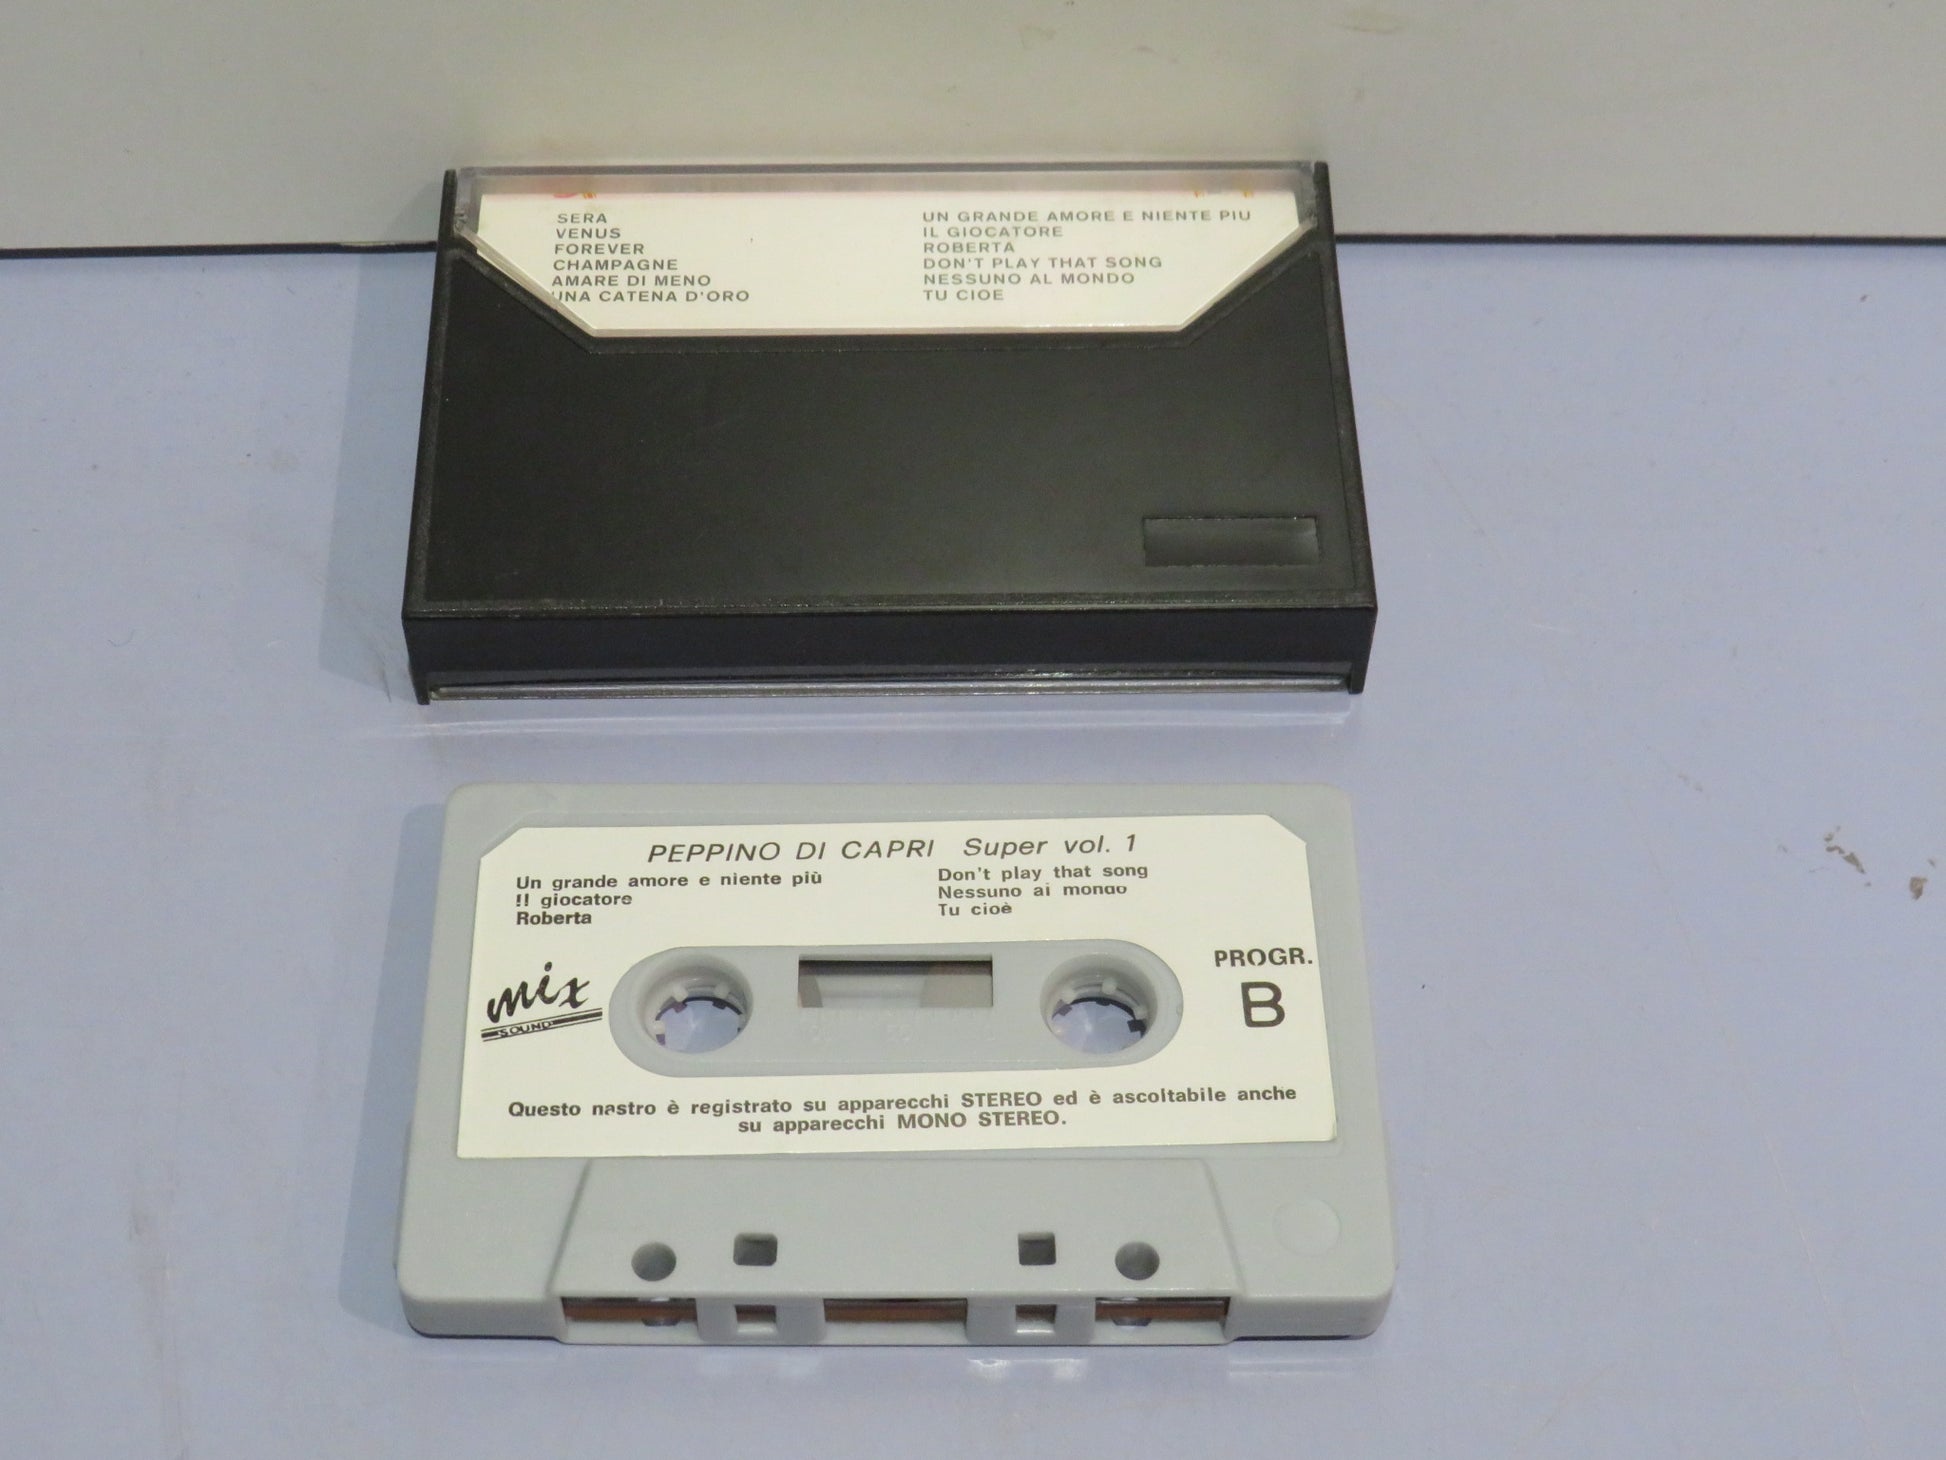 SERA
VENUS
FOREVER
CHAMPAGNE
AMARE DI MENO
UNA CATENA D'ORO
UN GRANDE AMORE E NIENTE PIU
IL GIOCATORE
ROBERTA
DON'T PLAY THAT SONG
NESSUNO AL MONDO
TU CIOE
PEPPINO DI CAPRI Super vol. 1
Un grande amore e niente più
Il giocatore
Roberta
Don't play that song
Nessuno al mondo
Tu cioè
mix
SOUND
PROGR.
B
Questo nastro è registrato su apparecchi STEREO ed è ascoltabile anche
su apparecchi MONO STEREO.